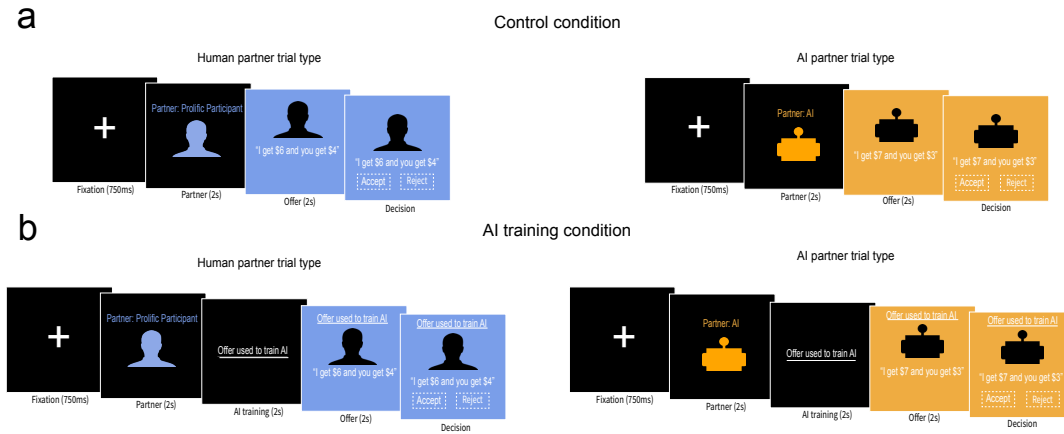 a
Control condition
Human partner trial type
Partner: Prolific Participant
"I get $6 and you get $4"
"I get $6 and you get $4"
Accept
Reject
Fixation (750ms)
Partner (2s)
Offer (2s)
Decision
AI partner trial type
Partner: AI
"I get $7 and you get $3"
"I get $7 and you get $3"
Accept
Reject
Fixation (750ms)
Partner (2s)
Offer (2s)
Decision
b
AI training condition
Human partner trial type
Partner: Prolific Participant
Offer used to train AI
Offer used to train AI
Offer used to train AI
"I get $6 and you get $4"
"I get $6 and you get $4"
Accept
Reject
Fixation (750ms)
Partner (2s)
AI training (2s)
Offer (2s)
Decision
AI partner trial type
Partner: AI
Offer used to train AI
Offer used to train AI
Offer used to train AI
"I get $7 and you get $3"
"I get $7 and you get $3"
Accept
Reject
Fixation (750ms)
Partner (2s)
AI training (2s)
Offer (2s)
Decision